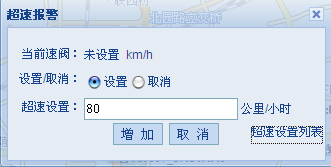 超速报警
当前速阀: 未设置 km/h
设置/取消: 设置 取消
超速设置: 80 公里/小时
增 加 取 消
超速设置列表